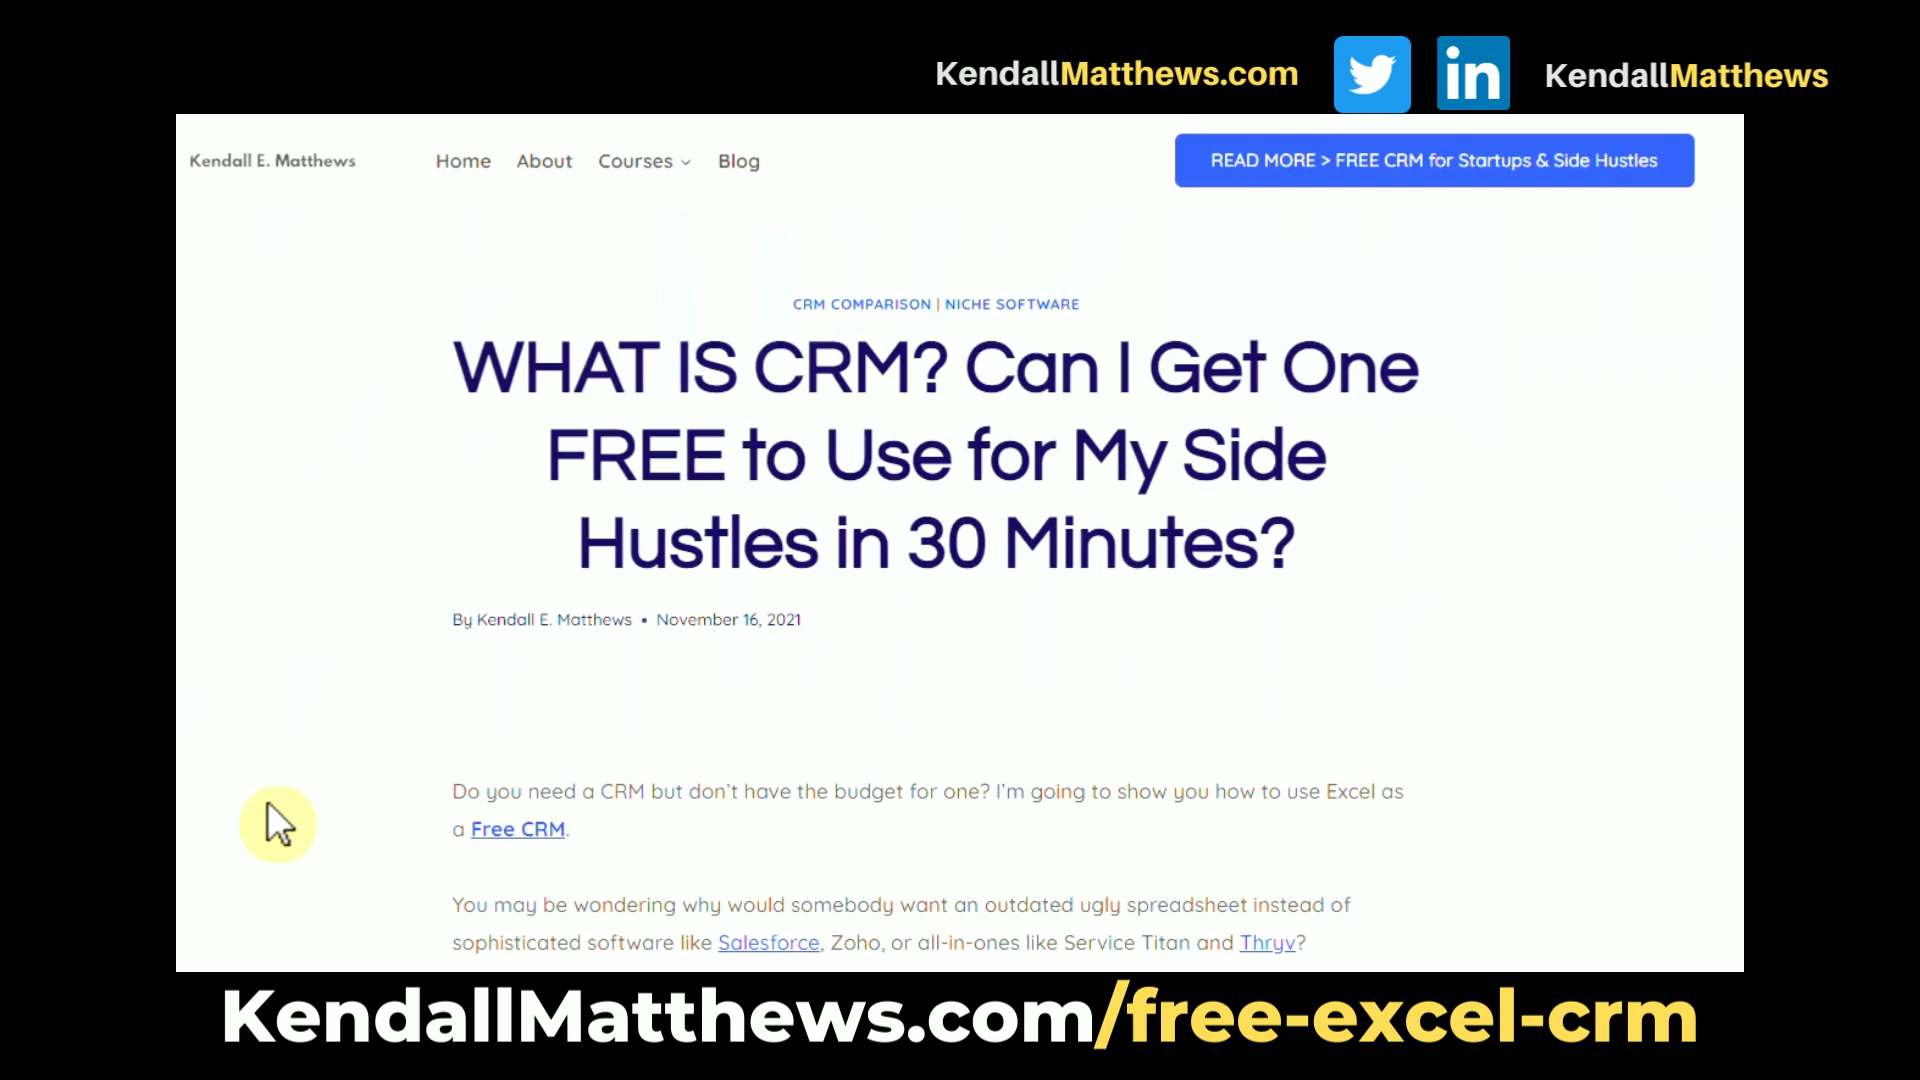 KendallMatthews.com
in
KendallMatthews
Kendall E. Matthews
Home About Courses Blog
READ MORE > FREE CRM for Startups & Side Hustles
CRM COMPARISON | NICHE SOFTWARE
WHAT IS CRM? Can I Get One
FREE to Use for My Side
Hustles in 30 Minutes?
By Kendall E. Matthews • November 16, 2021
Do you need a CRM but don't have the budget for one? I'm going to show you how to use Excel as
a Free CRM.
You may be wondering why would somebody want an outdated ugly spreadsheet instead of
sophisticated software like Salesforce, Zoho, or all-in-ones like Service Titan and Thryv?
KendallMatthews.com/free-excel-crm